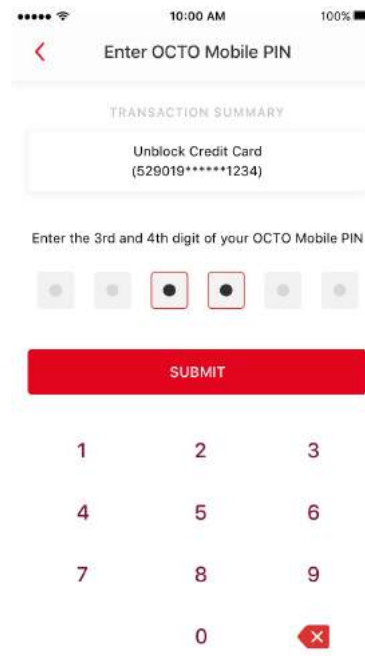 10:00 AM
100%
Enter OCTO Mobile PIN
TRANSACTION SUMMARY
Unblock Credit Card
(529019******1234)
Enter the 3rd and 4th digit of your OCTO Mobile PIN
SUBMIT
1 2 3
4 5 6
7 8 9
0